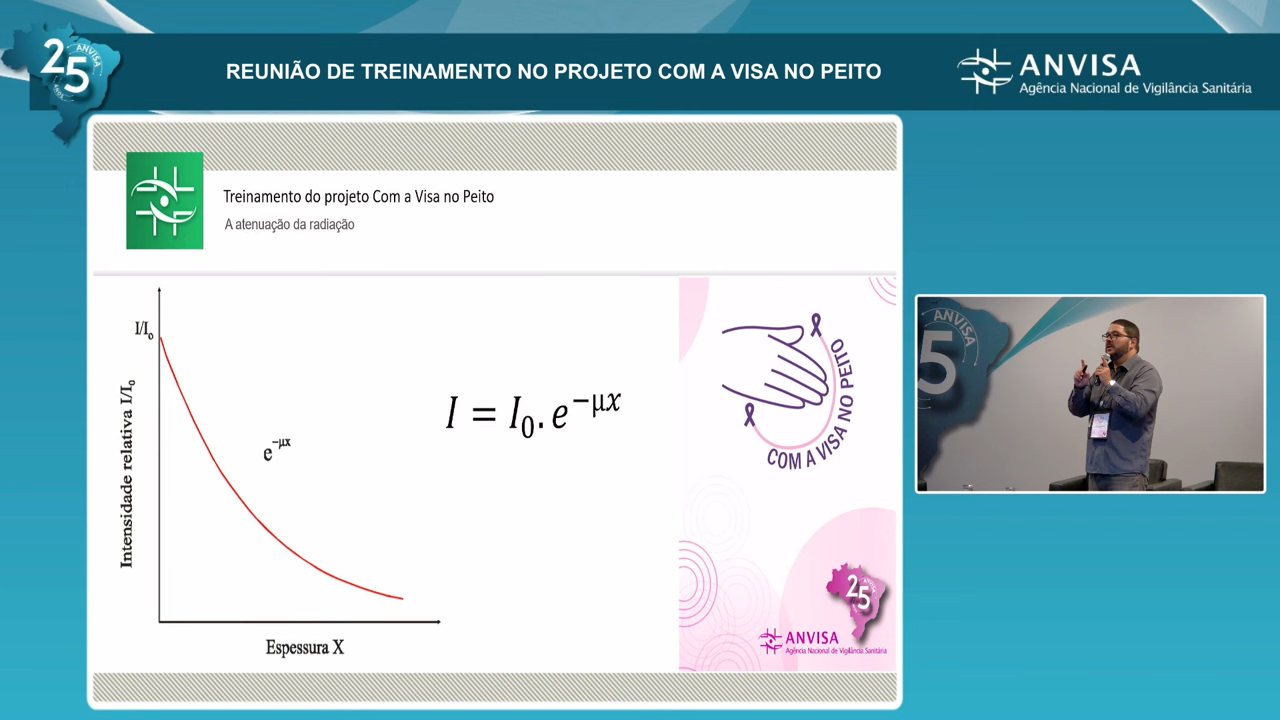 25
ANVISA
ANOS
REUNIÃO DE TREINAMENTO NO PROJETO COM A VISA NO PEITO
ANVISA
Agência Nacional de Vigilância Sanitária
Treinamento do projeto Com a Visa no Peito
A atenuação da radiação
I/I₀
Intensidade relativa I/I₀
e^–μx
I = I₀. e^−μx
Espessura X
COM A VISA NO PEITO
25
ANVISA
Agência Nacional de Vigilância Sanitária
ANVISA
5